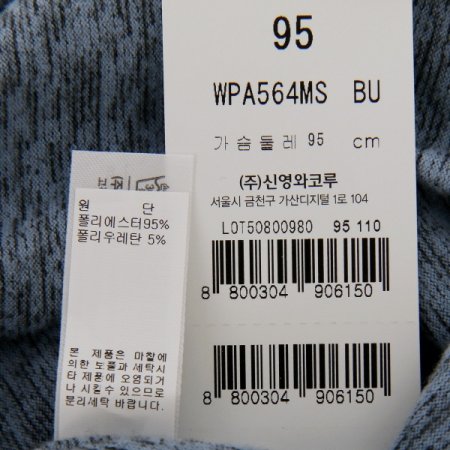 95
WPA564MS BU
가슴둘레 95 cm
(주)신영와코루
서울시 금천구 가산디지털 1로 104
LOT50800980 95 110
8 800304 906150
8 800304 906150
원 단
폴리에스터95%
폴리우레탄 5%
본 제품은 마찰에
의한 보풀과 세탁시
타 제품에 오염되거
나 시킬수 있으므로
분리세탁 바랍니다.